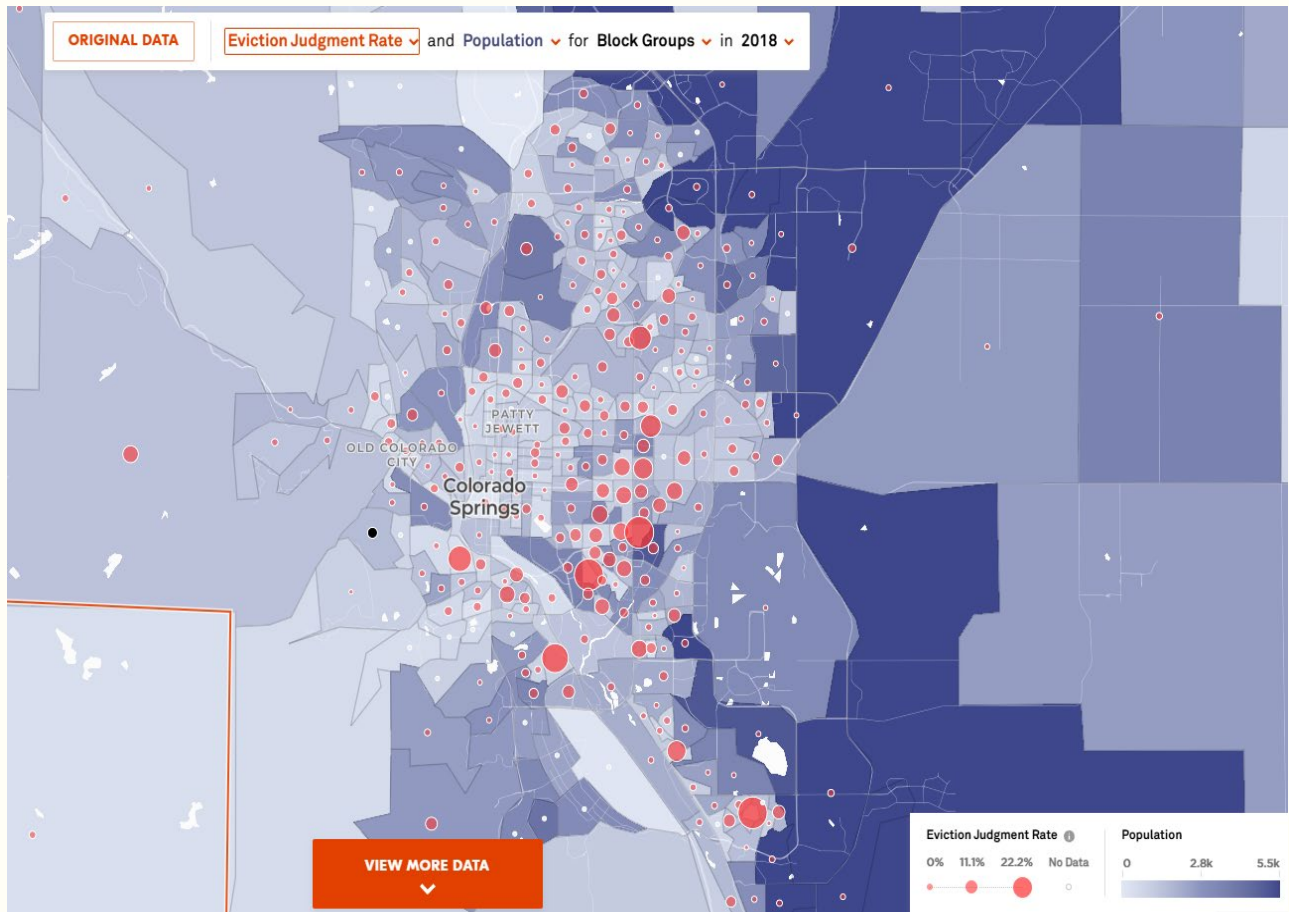 ORIGINAL DATA
Eviction Judgment Rate and Population for Block Groups in 2018
PATTY
JEWETT
OLD COLORADO
CITY
Colorado
Springs
VIEW MORE DATA
Eviction Judgment Rate
0% 11.1% 22.2% No Data
Population
0 2.8k 5.5k